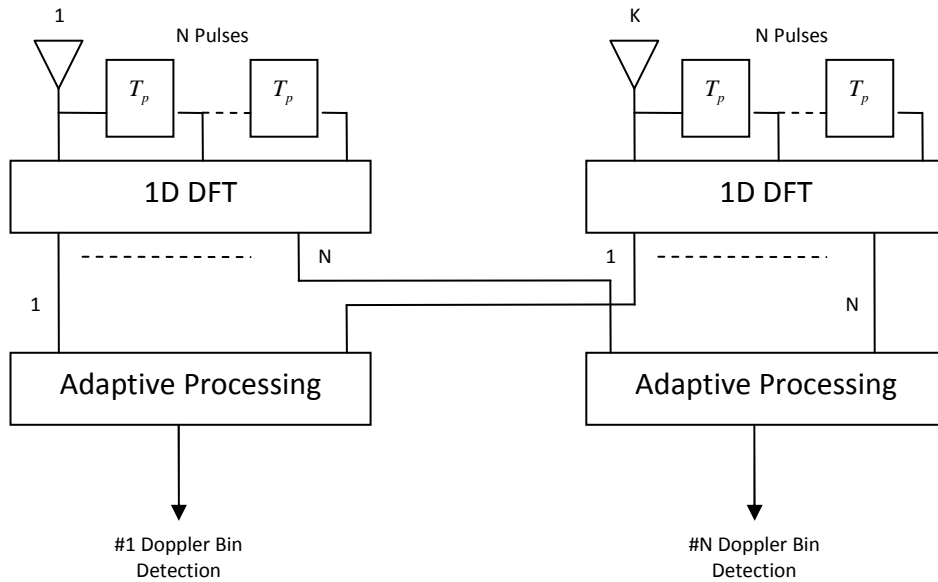 1
K
N Pulses
N Pulses
T_p
T_p
T_p
T_p
1D DFT
1D DFT
N
1
1
N
Adaptive Processing
Adaptive Processing
#1 Doppler Bin
Detection
#N Doppler Bin
Detection